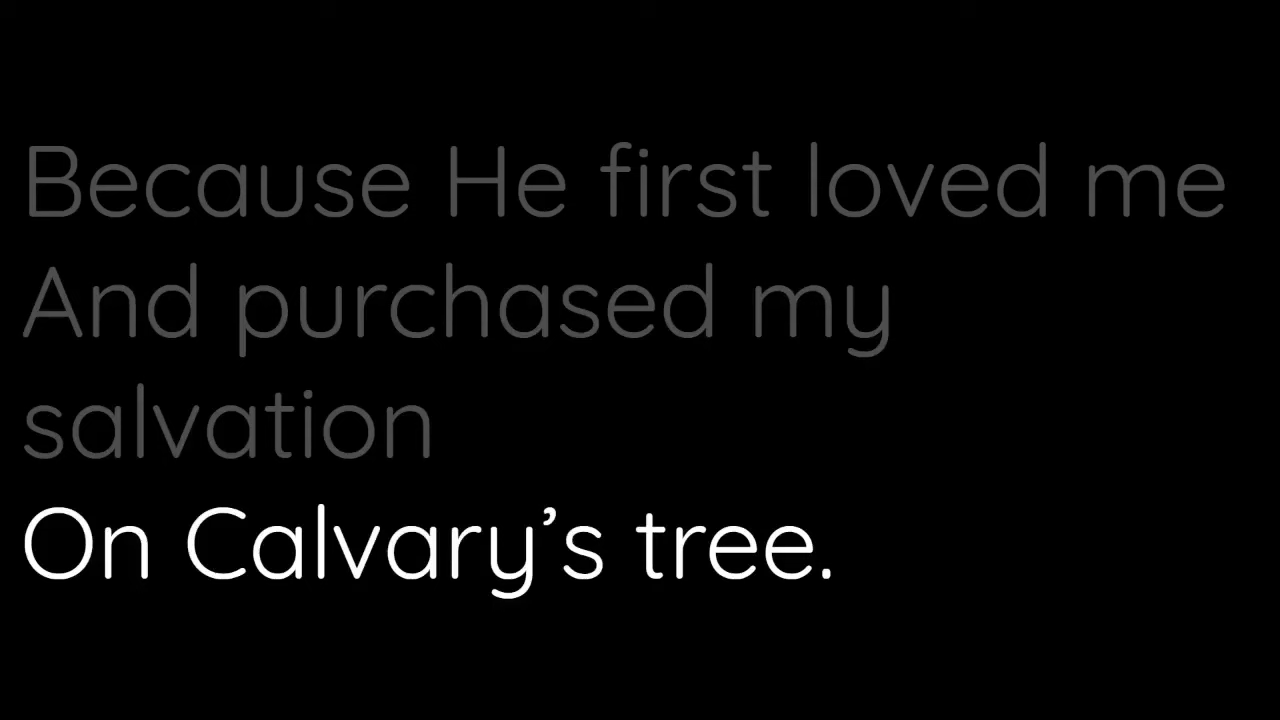 Because He first loved me
And purchased my
salvation
On Calvary’s tree.